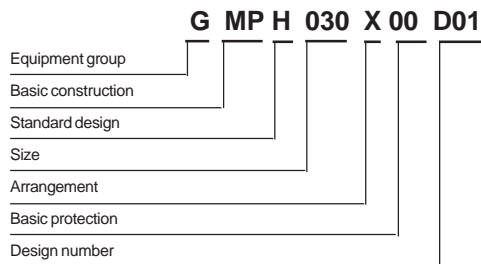 G MP H 030 X 00 D01
Equipment group
Basic construction
Standard design
Size
Arrangement
Basic protection
Design number